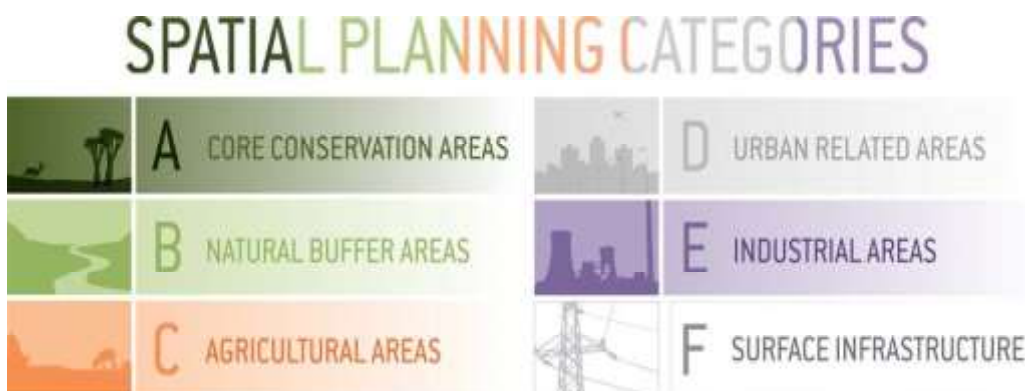 SPATIAL PLANNING CATEGORIES
A CORE CONSERVATION AREAS
B NATURAL BUFFER AREAS
C AGRICULTURAL AREAS
D URBAN RELATED AREAS
E INDUSTRIAL AREAS
F SURFACE INFRASTRUCTURE